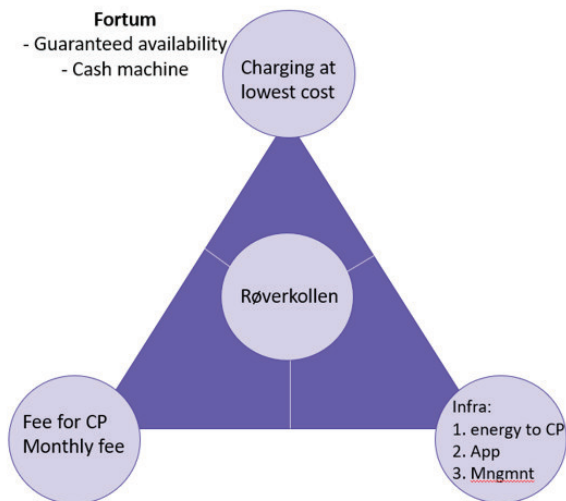 Fortum
- Guaranteed availability
- Cash machine
Charging at
lowest cost
Røverkollen
Fee for CP
Monthly fee
Infra:
1. energy to CP
2. App
3. Mngmnt